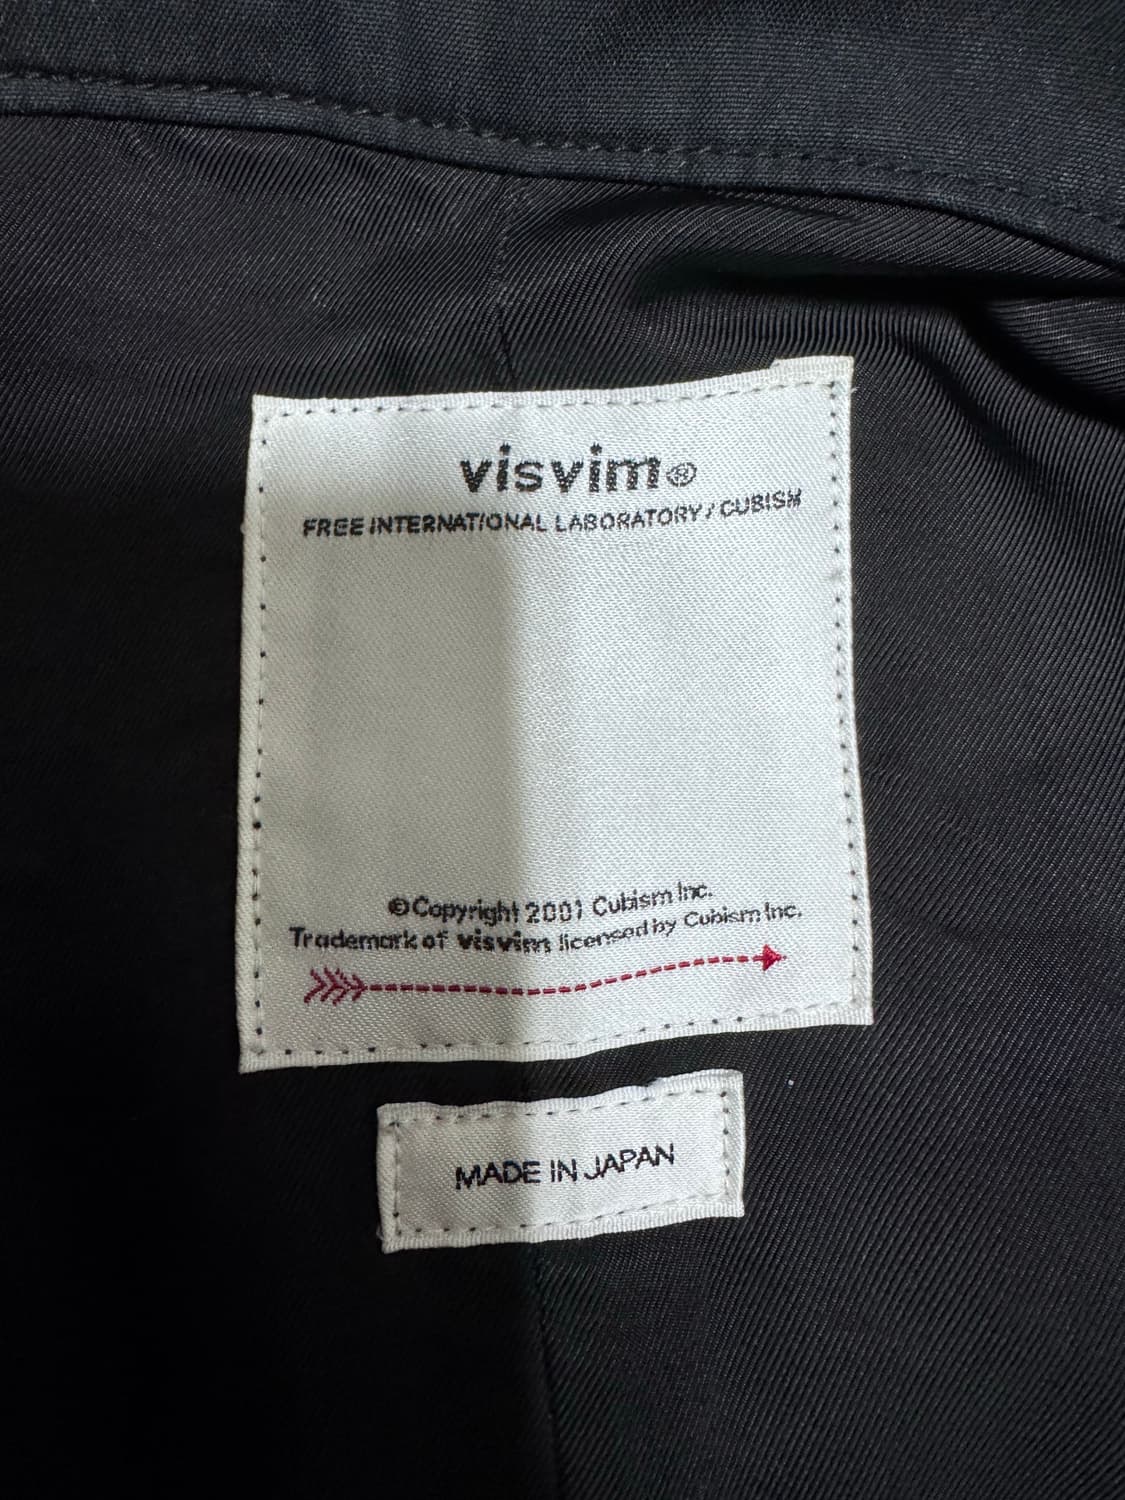 visvim®
FREE INTERNATIONAL LABORATORY / CUBISM
©Copyright 2001 Cubism Inc.
Trademark of visvim licensed by Cubism Inc.
MADE IN JAPAN